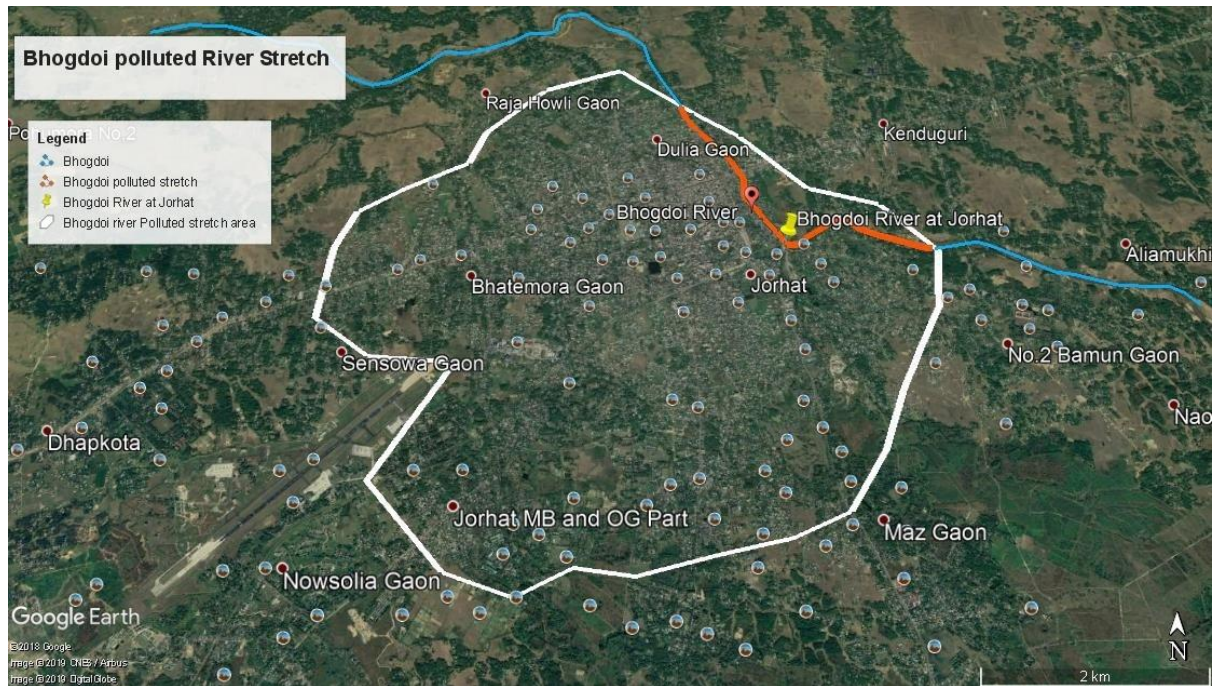 Bhogdoi polluted River Stretch
Legend
Bhogdoi
Bhogdoi polluted stretch
Bhogdoi River at Jorhat
Bhogdoi river Polluted stretch area
Raja Howli Gaon
No.2
Kenduguri
Dulia Gaon
Bhogdoi River
Bhogdoi River at Jorhat
Aliamukhi
Bhatemora Gaon
Jorhat
Sensowa Gaon
No.2 Bamun Gaon
Nao
Dhapkota
Jorhat MB and OG Part
Maz Gaon
Nowsolia Gaon
Google Earth
©2018 Google
Image ©2019 CNES / Airbus
Image ©2019 DigitalGlobe
N
2 km